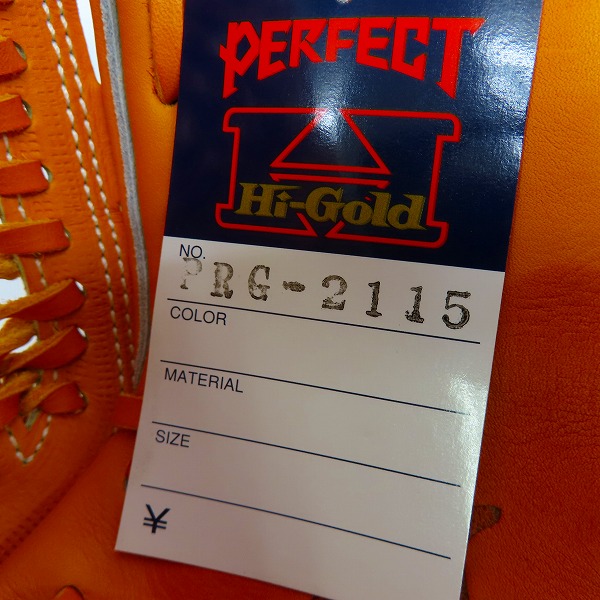 PERFECT
Hi-Gold
NO. PRG-2115
COLOR
MATERIAL
SIZE
¥